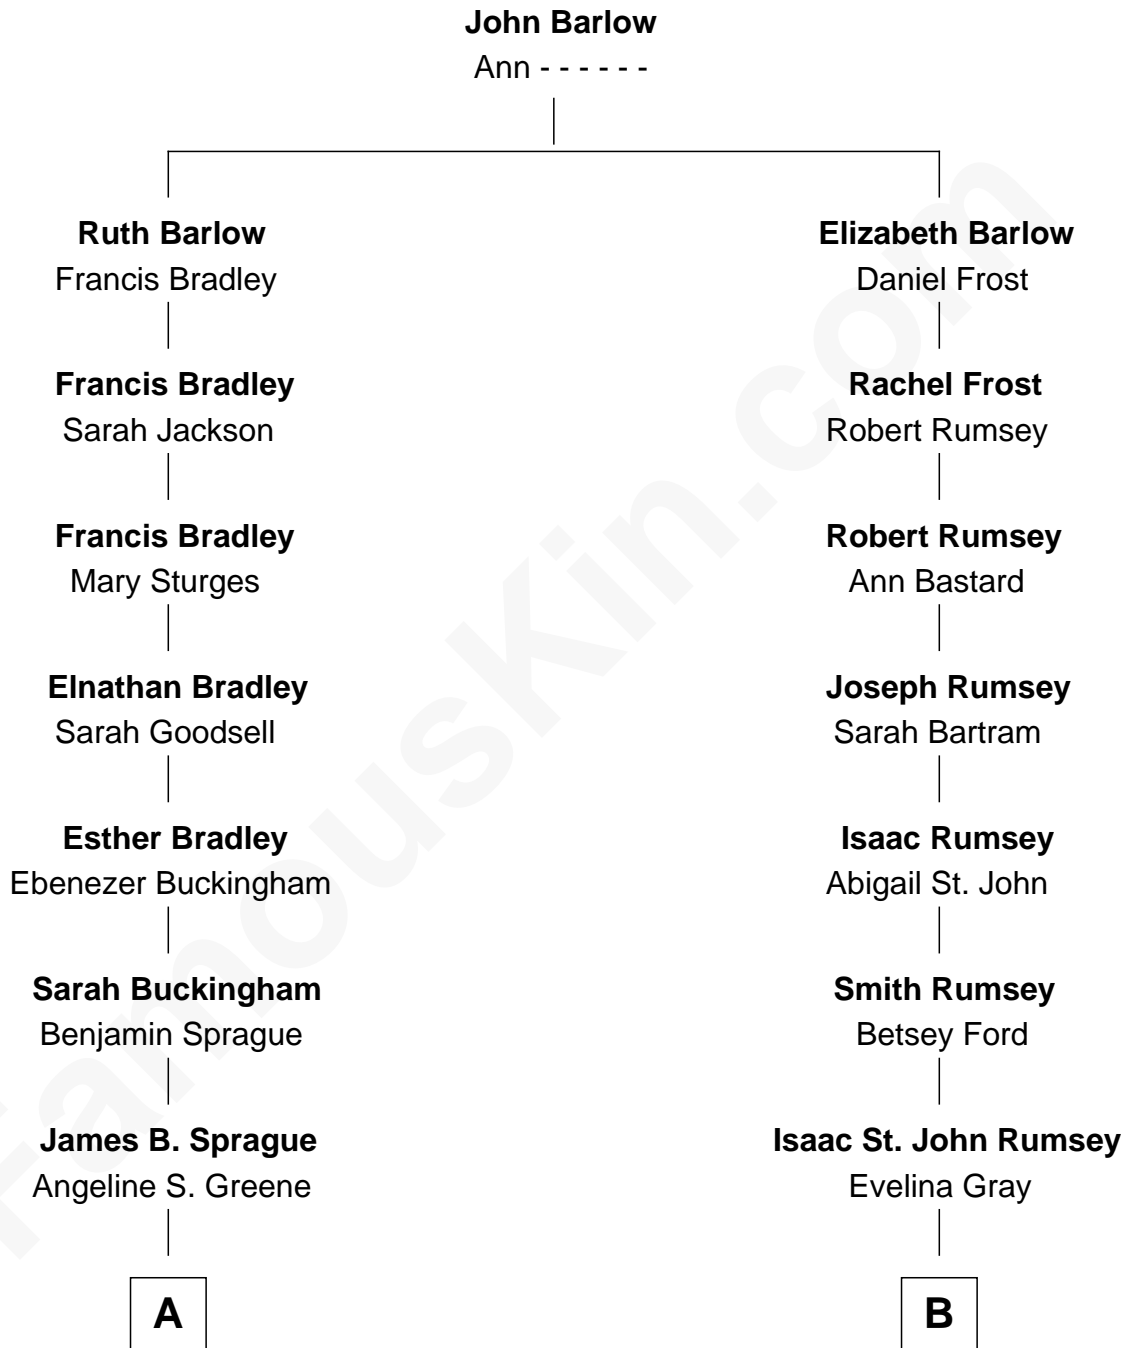 John Barlow
Ann - - - - - -
Ruth Barlow
Francis Bradley
Elizabeth Barlow
Daniel Frost
Francis Bradley
Sarah Jackson
Rachel Frost
Robert Rumsey
Francis Bradley
Mary Sturges
Robert Rumsey
Ann Bastard
Elnathan Bradley
Sarah Goodsell
Joseph Rumsey
Sarah Bartram
Esther Bradley
Ebenezer Buckingham
Isaac Rumsey
Abigail St. John
Sarah Buckingham
Benjamin Sprague
Smith Rumsey
Betsey Ford
James B. Sprague
Angeline S. Greene
Isaac St. John Rumsey
Evelina Gray
A
B
FamousKin.com